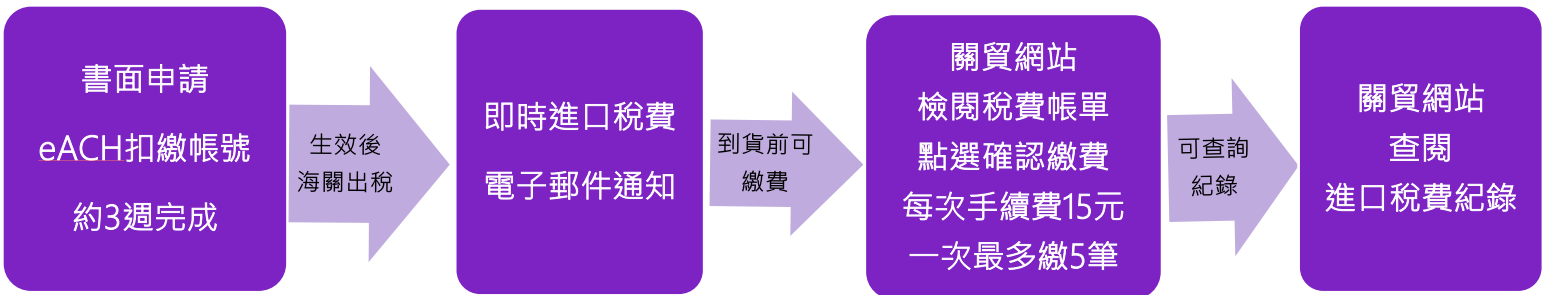 書面申請
eACH扣繳帳號
約3週完成
生效後
海關出稅
即時進口稅費
電子郵件通知
到貨前可
繳費
關貿網站
檢閱稅費帳單
點選確認繳費
每次手續費15元
一次最多繳5筆
可查詢
紀錄
關貿網站
查閱
進口稅費紀錄